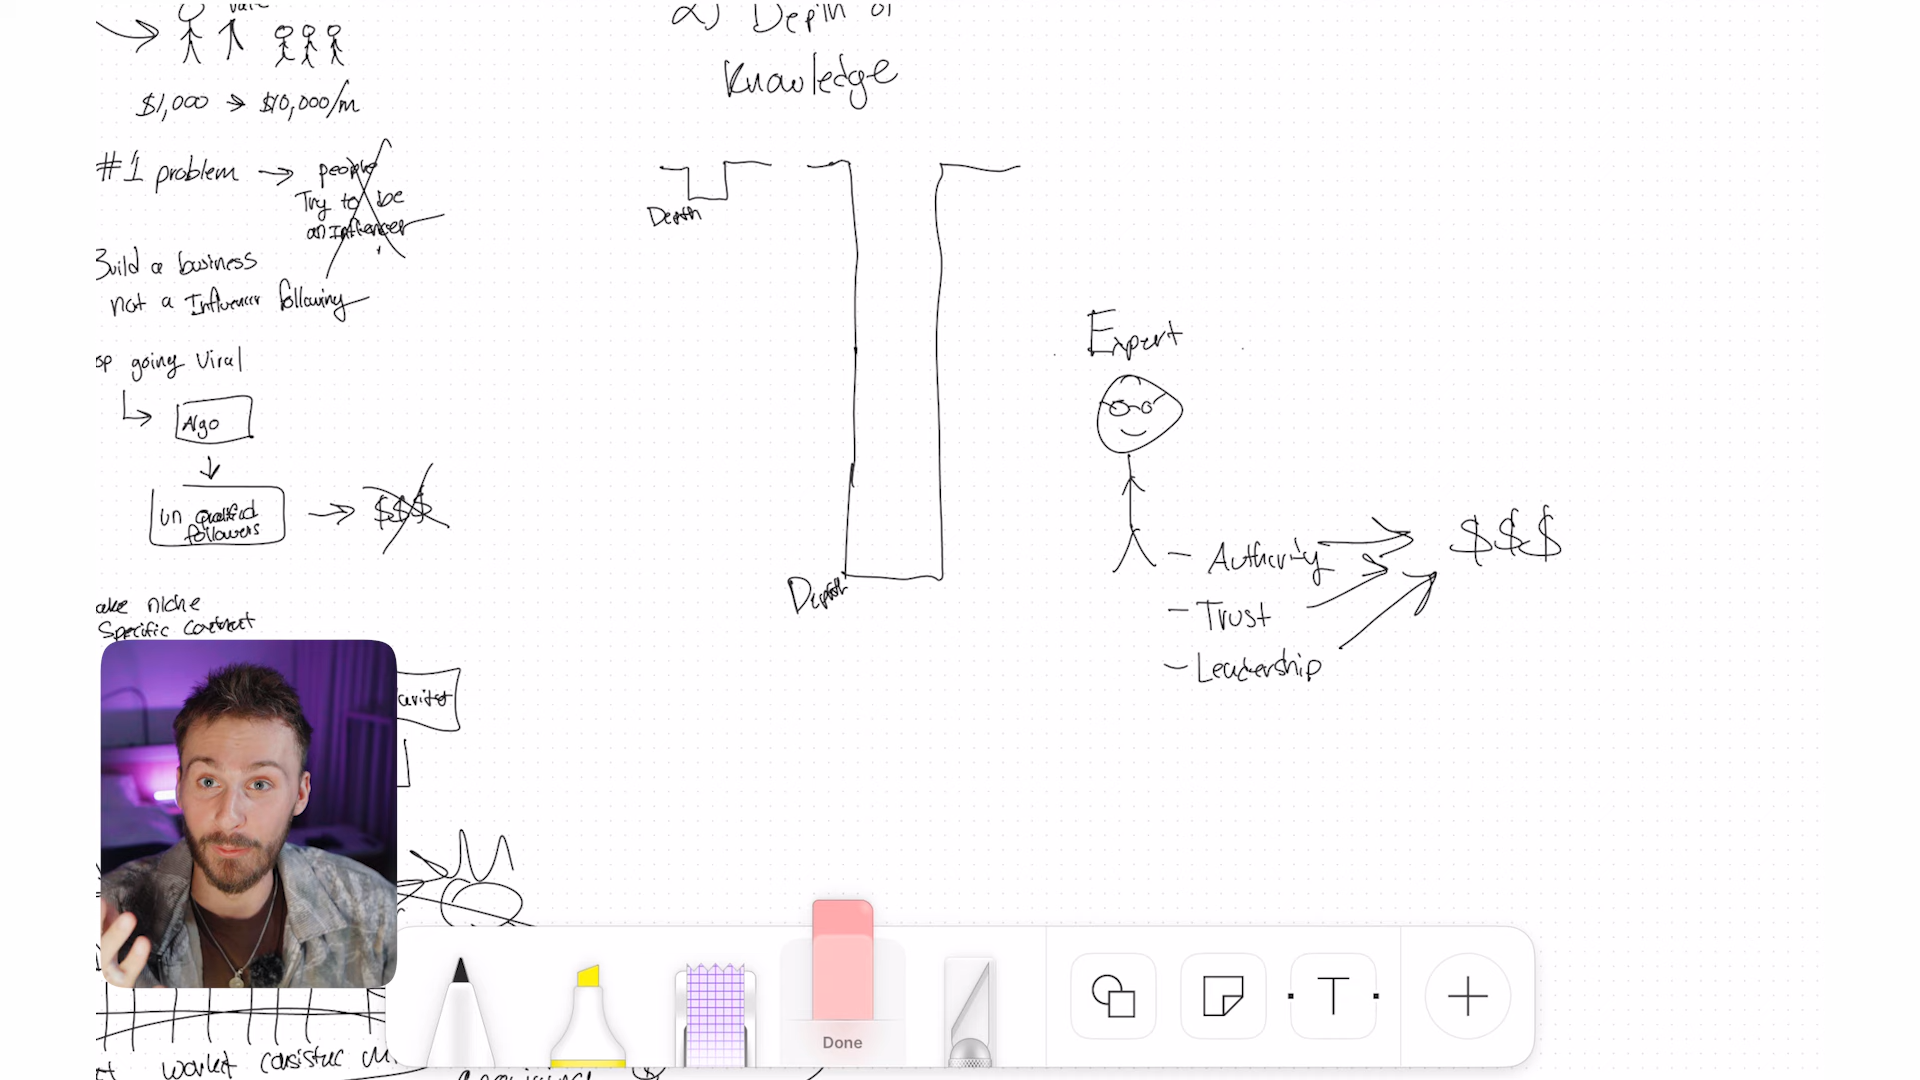 $1,000 → $10,000/m
#1 problem → people
Try to be
an Influencer
Build a business
not a Influencer following
going Viral
Algo
un qualified
followers
→ $$$
niche
Specific Content
2) Depth of
Knowledge
Depth
Depth
Expert
- Authority
- Trust
- Leadership
$$$
Done